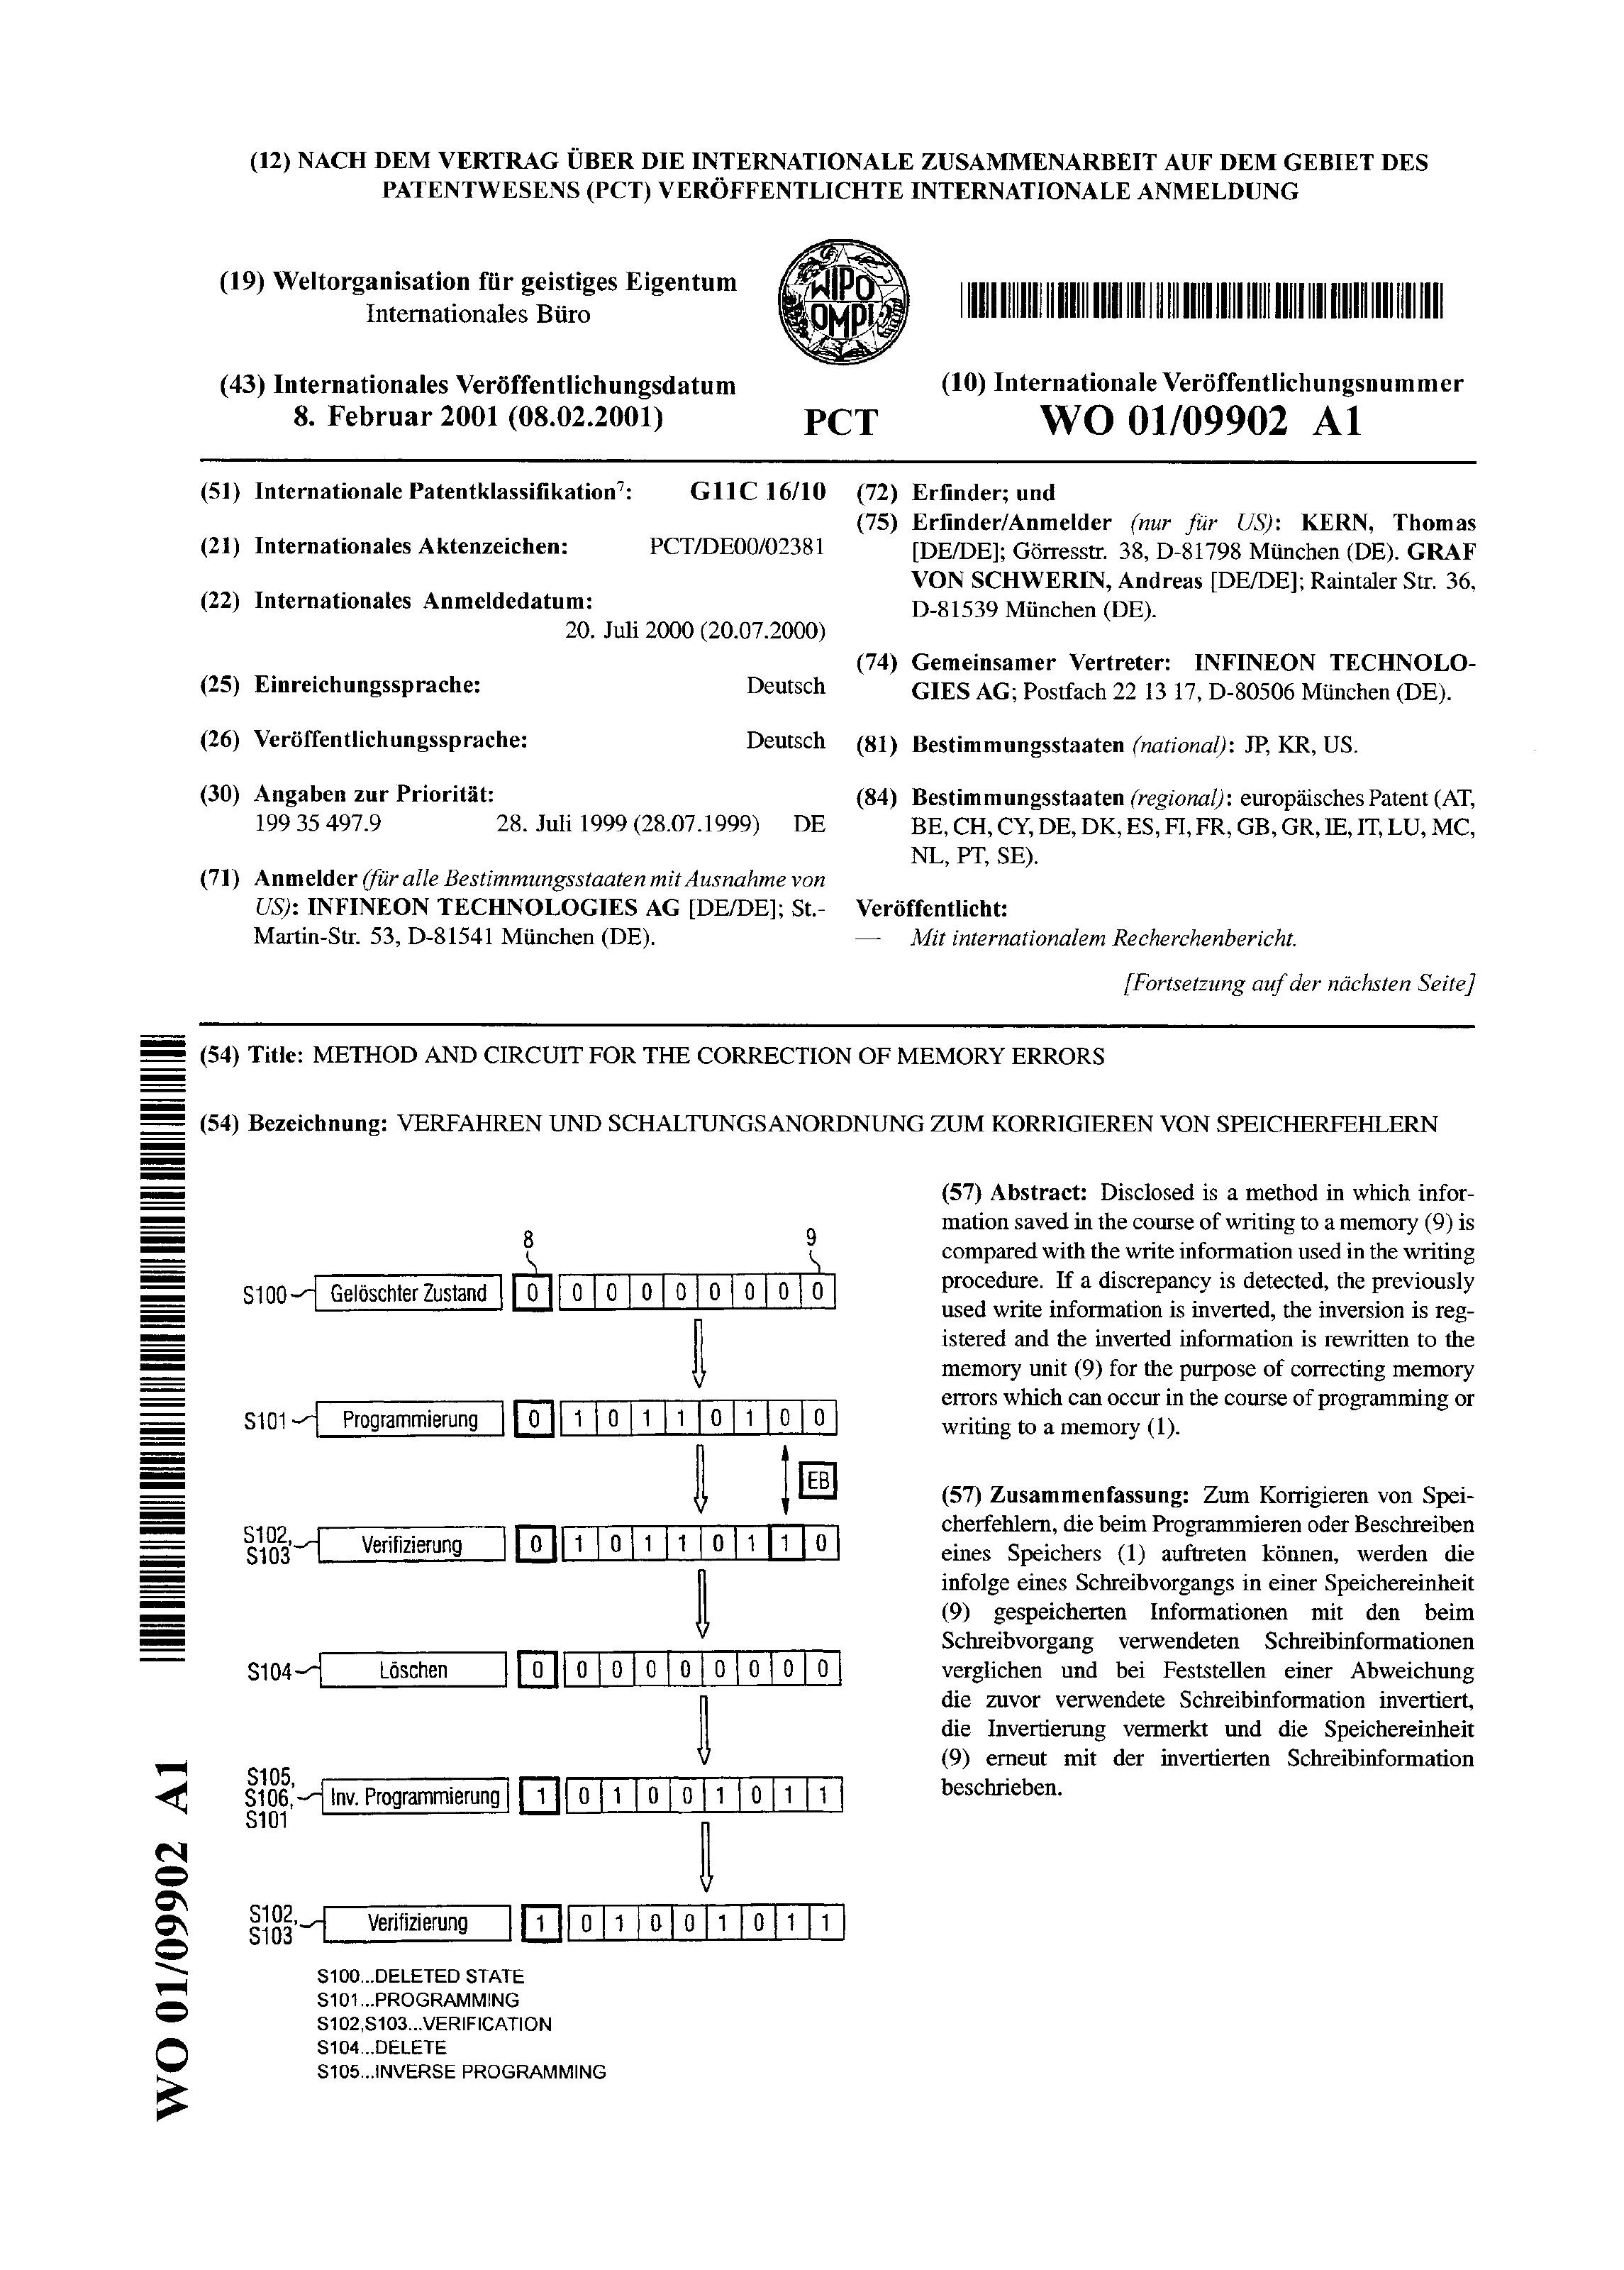 (12) NACH DEM VERTRAG ÜBER DIE INTERNATIONALE ZUSAMMENARBEIT AUF DEM GEBIET DES
PATENTWESENS (PCT) VERÖFFENTLICHTE INTERNATIONALE ANMELDUNG
(19) Weltorganisation für geistiges Eigentum
Internationales Büro
WIPO
OMPI
(43) Internationales Veröffentlichungsdatum
8. Februar 2001 (08.02.2001)
PCT
(10) Internationale Veröffentlichungsnummer
WO 01/09902 A1
(51) Internationale Patentklassifikation⁷: G11C 16/10
(21) Internationales Aktenzeichen: PCT/DE00/02381
(22) Internationales Anmeldedatum:
20. Juli 2000 (20.07.2000)
(25) Einreichungssprache: Deutsch
(26) Veröffentlichungssprache: Deutsch
(30) Angaben zur Priorität:
199 35 497.9 28. Juli 1999 (28.07.1999) DE
(71) Anmelder (für alle Bestimmungsstaaten mit Ausnahme von
US): INFINEON TECHNOLOGIES AG [DE/DE]; St.-
Martin-Str. 53, D-81541 München (DE).
(72) Erfinder; und
(75) Erfinder/Anmelder (nur für US): KERN, Thomas
[DE/DE]; Görresstr. 38, D-81798 München (DE). GRAF
VON SCHWERIN, Andreas [DE/DE]; Raintaler Str. 36,
D-81539 München (DE).
(74) Gemeinsamer Vertreter: INFINEON TECHNOLO-
GIES AG; Postfach 22 13 17, D-80506 München (DE).
(81) Bestimmungsstaaten (national): JP, KR, US.
(84) Bestimmungsstaaten (regional): europäisches Patent (AT,
BE, CH, CY, DE, DK, ES, FI, FR, GB, GR, IE, IT, LU, MC,
NL, PT, SE).
Veröffentlicht:
— Mit internationalem Recherchenbericht.
[Fortsetzung auf der nächsten Seite]
(54) Title: METHOD AND CIRCUIT FOR THE CORRECTION OF MEMORY ERRORS
(54) Bezeichnung: VERFAHREN UND SCHALTUNGSANORDNUNG ZUM KORRIGIEREN VON SPEICHERFEHLERN
8 9
S100 Gelöschter Zustand 0 0 0 0 0 0 0 0 0
S101 Programmierung 0 1 0 1 1 0 1 0 0
EB
S102,
S103 Verifizierung 0 1 0 1 1 0 1 1 0
S104 Löschen 0 0 0 0 0 0 0 0 0
S105,
S106, Inv. Programmierung 1 0 1 0 0 1 0 1 1
S101
S102,
S103 Verifizierung 1 0 1 0 0 1 0 1 1
S100...DELETED STATE
S101...PROGRAMMING
S102,S103...VERIFICATION
S104...DELETE
S105...INVERSE PROGRAMMING
(57) Abstract: Disclosed is a method in which infor-
mation saved in the course of writing to a memory (9) is
compared with the write information used in the writing
procedure. If a discrepancy is detected, the previously
used write information is inverted, the inversion is reg-
istered and the inverted information is rewritten to the
memory unit (9) for the purpose of correcting memory
errors which can occur in the course of programming or
writing to a memory (1).
(57) Zusammenfassung: Zum Korrigieren von Spei-
cherfehlern, die beim Programmieren oder Beschreiben
eines Speichers (1) auftreten können, werden die
infolge eines Schreibvorgangs in einer Speichereinheit
(9) gespeicherten Informationen mit den beim
Schreibvorgang verwendeten Schreibinformationen
verglichen und bei Feststellen einer Abweichung
die zuvor verwendete Schreibinformation invertiert,
die Invertierung vermerkt und die Speichereinheit
(9) erneut mit der invertierten Schreibinformation
beschrieben.
WO 01/09902 A1